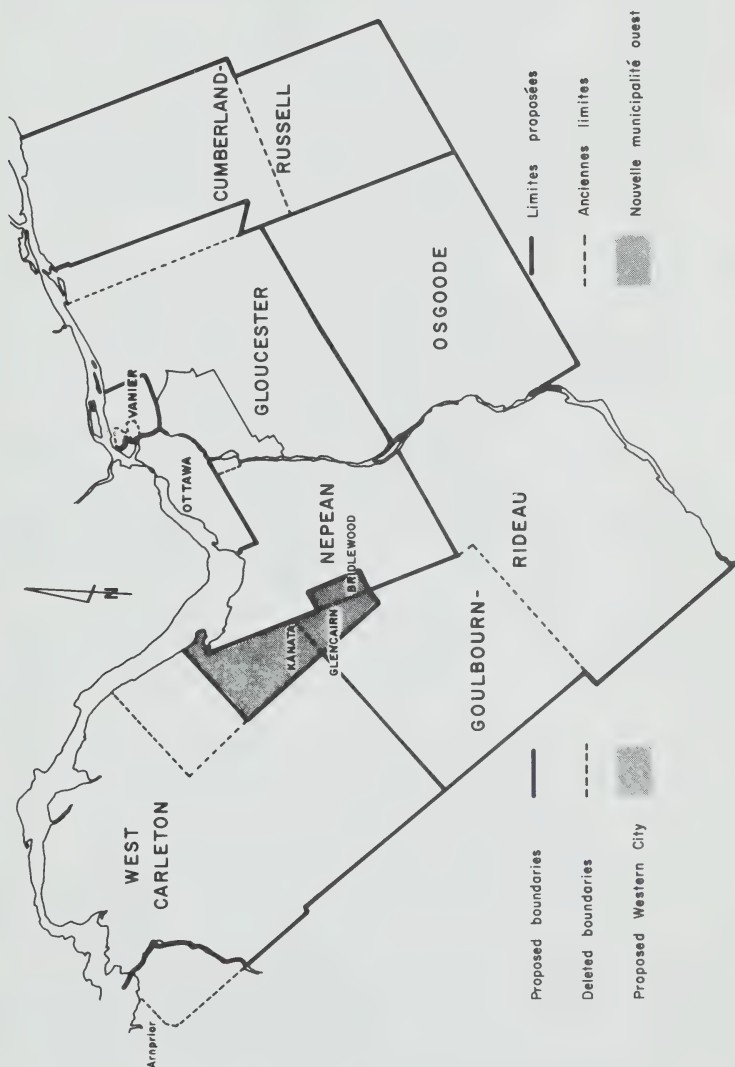 Arnprior
WEST
CARLETON
KANATA
GLENCAIRN
BRIDLEWOOD
NEPEAN
OTTAWA
VANIER
GLOUCESTER
CUMBERLAND-
RUSSELL
OSGOODE
GOULBOURN-
RIDEAU
N
Proposed boundaries
Deleted boundaries
Proposed Western City
Limites proposées
Anciennes limites
Nouvelle municipalité ouest